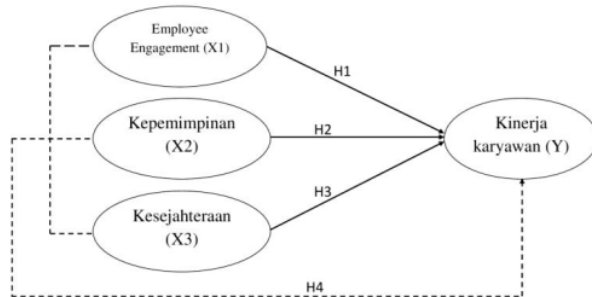 Employee
Engagement (X1)
H1
Kepemimpinan
(X2)
H2
Kinerja
karyawan (Y)
Kesejahteraan
(X3)
H3
H4